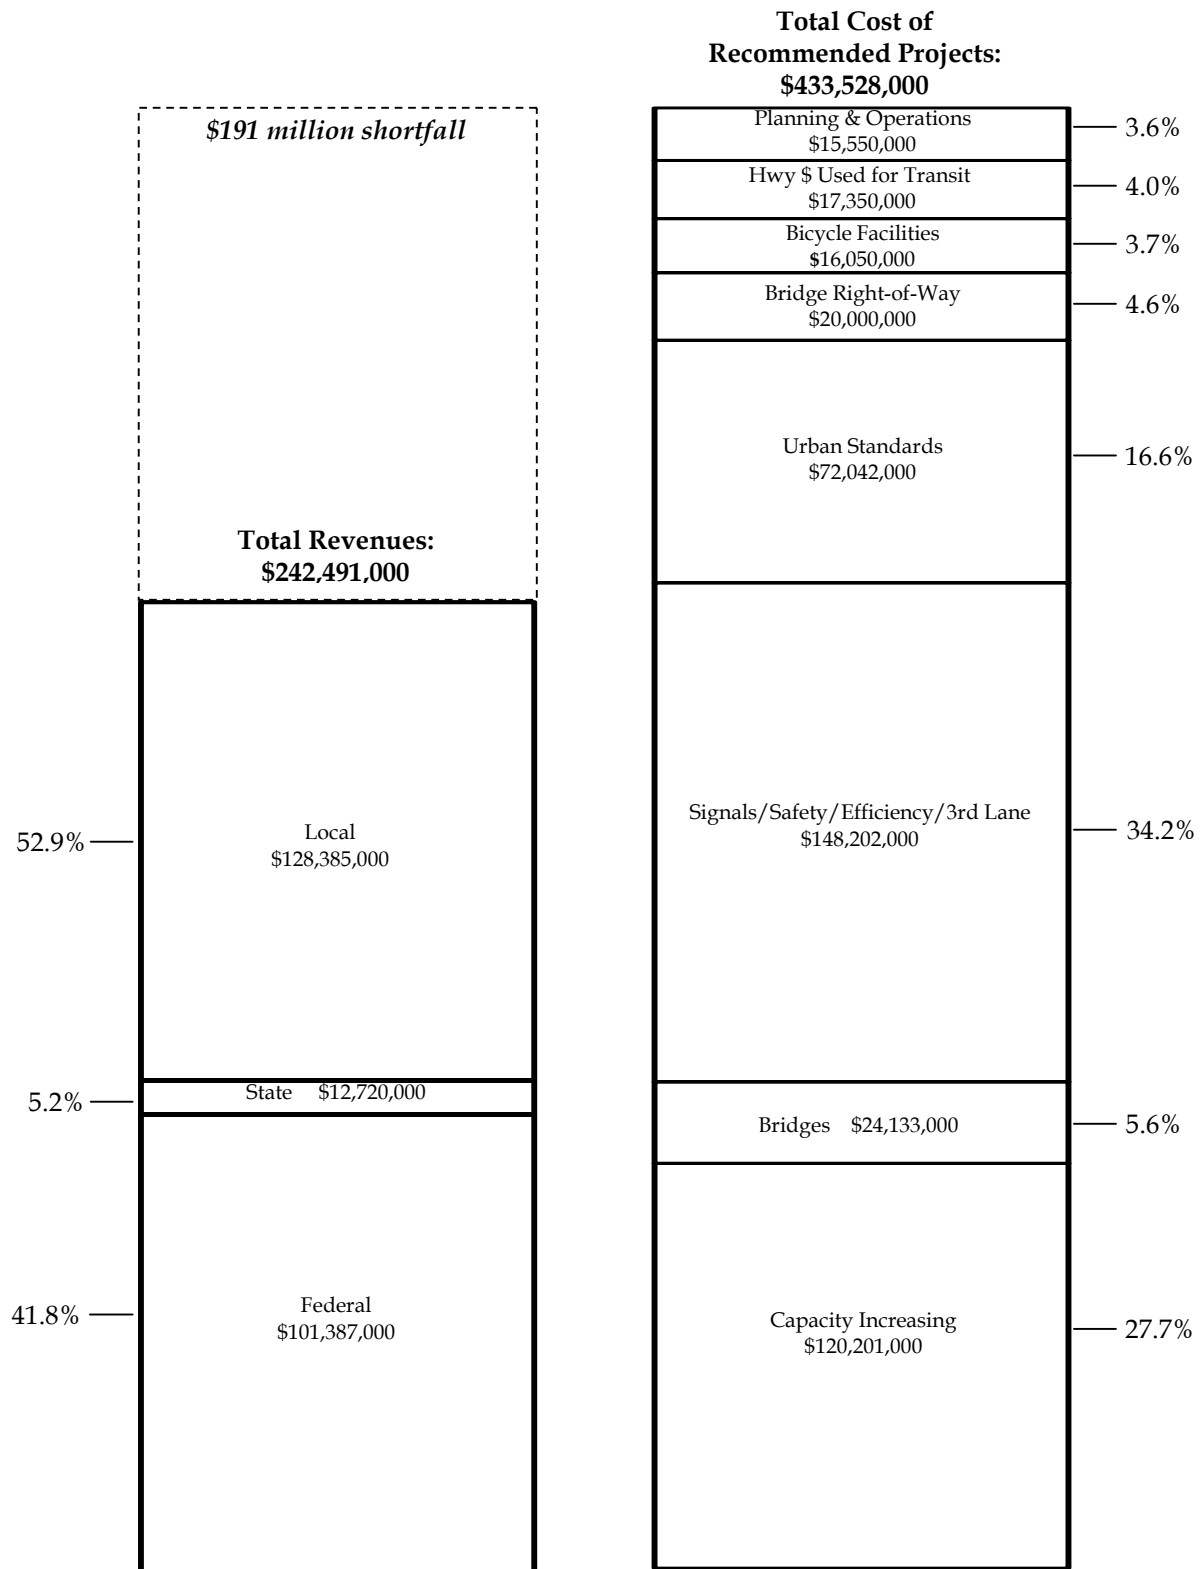 Total Cost of
Recommended Projects:
$433,528,000
$191 million shortfall
Total Revenues:
$242,491,000
52.9%
Local
$128,385,000
5.2%
State $12,720,000
41.8%
Federal
$101,387,000
Planning & Operations
$15,550,000
3.6%
Hwy $ Used for Transit
$17,350,000
4.0%
Bicycle Facilities
$16,050,000
3.7%
Bridge Right-of-Way
$20,000,000
4.6%
Urban Standards
$72,042,000
16.6%
Signals/Safety/Efficiency/3rd Lane
$148,202,000
34.2%
Bridges $24,133,000
5.6%
Capacity Increasing
$120,201,000
27.7%